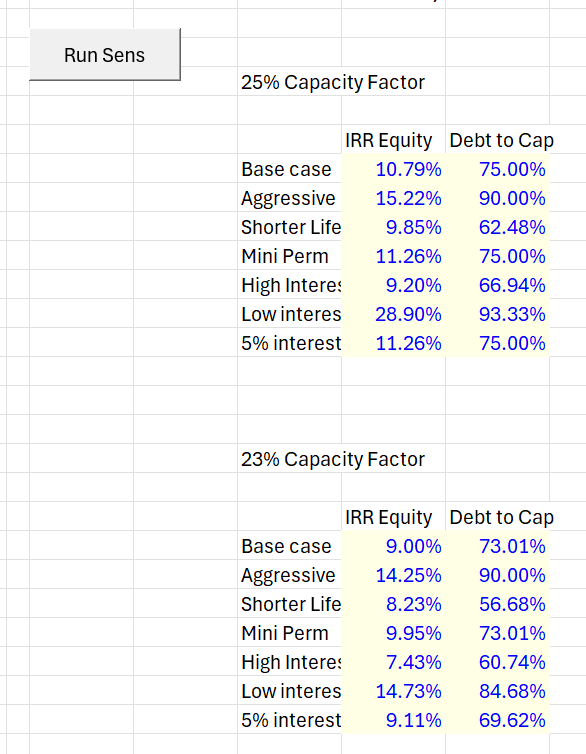 Run Sens
25% Capacity Factor
IRR Equity Debt to Cap
Base case 10.79% 75.00%
Aggressive 15.22% 90.00%
Shorter Life 9.85% 62.48%
Mini Perm 11.26% 75.00%
High Interes 9.20% 66.94%
Low interes 28.90% 93.33%
5% interest 11.26% 75.00%
23% Capacity Factor
IRR Equity Debt to Cap
Base case 9.00% 73.01%
Aggressive 14.25% 90.00%
Shorter Life 8.23% 56.68%
Mini Perm 9.95% 73.01%
High Interes 7.43% 60.74%
Low interes 14.73% 84.68%
5% interest 9.11% 69.62%